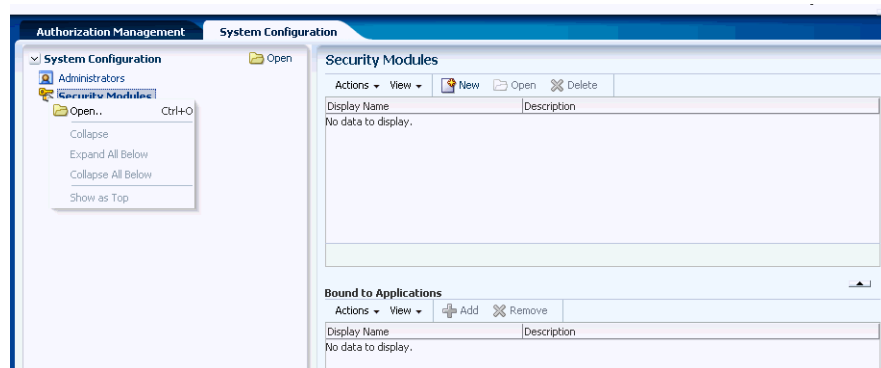 Authorization Management System Configuration
System Configuration Open
Administrators
Security Modules
Open.. Ctrl+O
Collapse
Expand All Below
Collapse All Below
Show as Top
Security Modules
Actions View New Open Delete
Display Name Description
No data to display.
Bound to Applications
Actions View Add Remove
Display Name Description
No data to display.